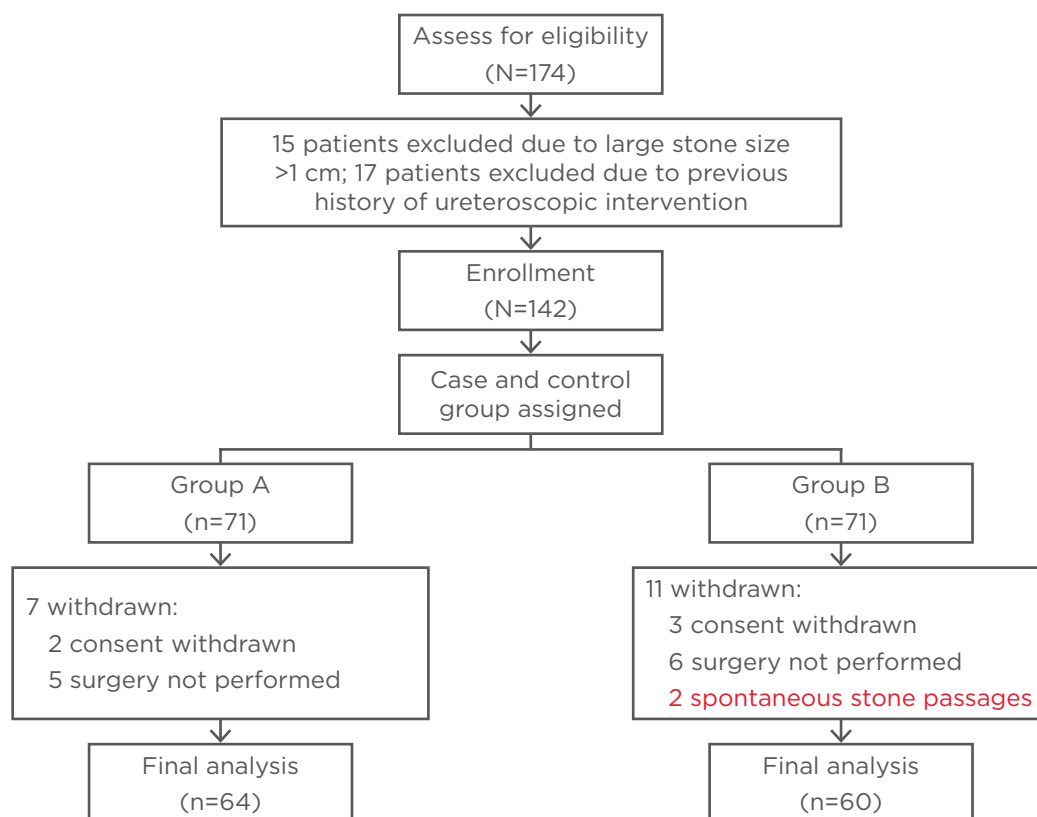 Assess for eligibility
(N=174)
15 patients excluded due to large stone size
>1 cm; 17 patients excluded due to previous
history of ureteroscopic intervention
Enrollment
(N=142)
Case and control
group assigned
Group A
(n=71)
Group B
(n=71)
7 withdrawn:
2 consent withdrawn
5 surgery not performed
11 withdrawn:
3 consent withdrawn
6 surgery not performed
2 spontaneous stone passages
Final analysis
(n=64)
Final analysis
(n=60)